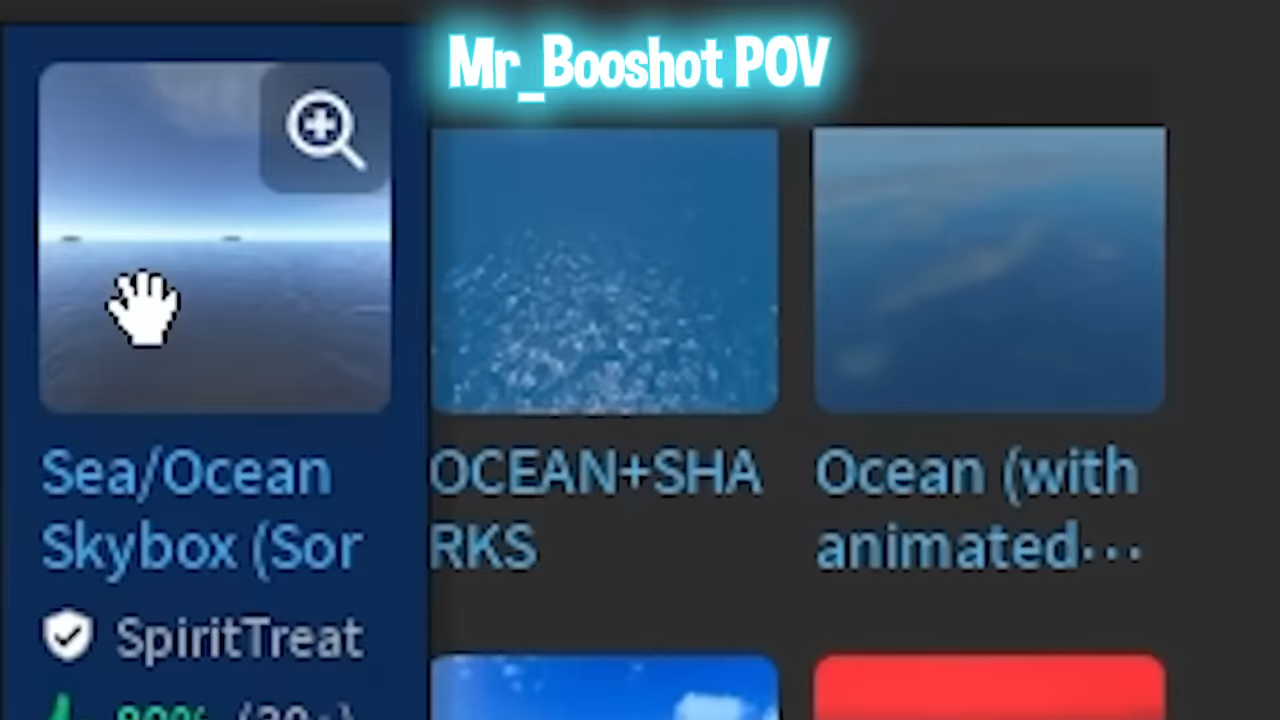 Mr_Booshot POV
Sea/Ocean
Skybox (Sor
OCEAN+SHA
RKS
Ocean (with
animated···
SpiritTreat